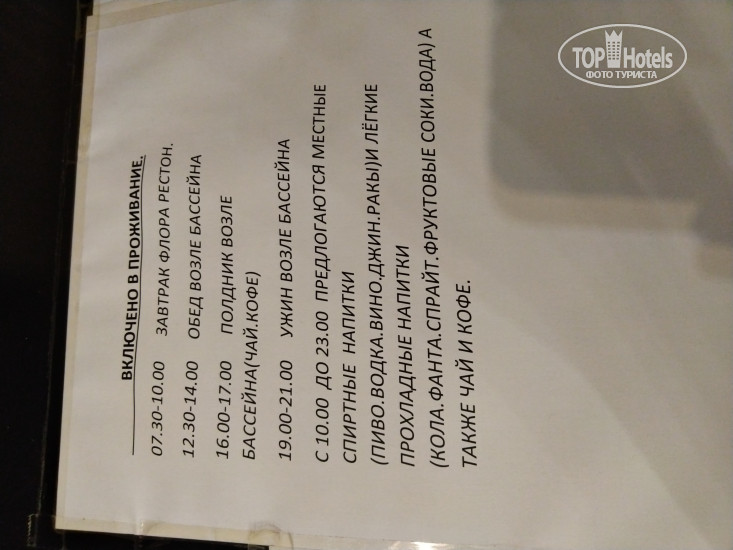 ВКЛЮЧЕНО В ПРОЖИВАНИЕ.
07.30-10.00 ЗАВТРАК ФЛОРА РЕСТОН.
12.30-14.00 ОБЕД ВОЗЛЕ БАССЕЙНА
16.00-17.00 ПОЛДНИК ВОЗЛЕ
БАССЕЙНА(ЧАЙ.КОФЕ)
19.00-21.00 УЖИН ВОЗЛЕ БАССЕЙНА
С 10.00 ДО 23.00 ПРЕДЛОГАЮТСЯ МЕСТНЫЕ
СПИРТНЫЕ НАПИТКИ
(ПИВО.ВОДКА.ВИНО.ДЖИН.РАКЫ)И ЛЁГКИЕ
ПРОХЛАДНЫЕ НАПИТКИ
(КОЛА.ФАНТА.СПРАЙТ.ФРУКТОВЫЕ СОКИ.ВОДА) А
ТАКЖЕ ЧАЙ И КОФЕ.
TOP Hotels
ФОТО ТУРИСТА